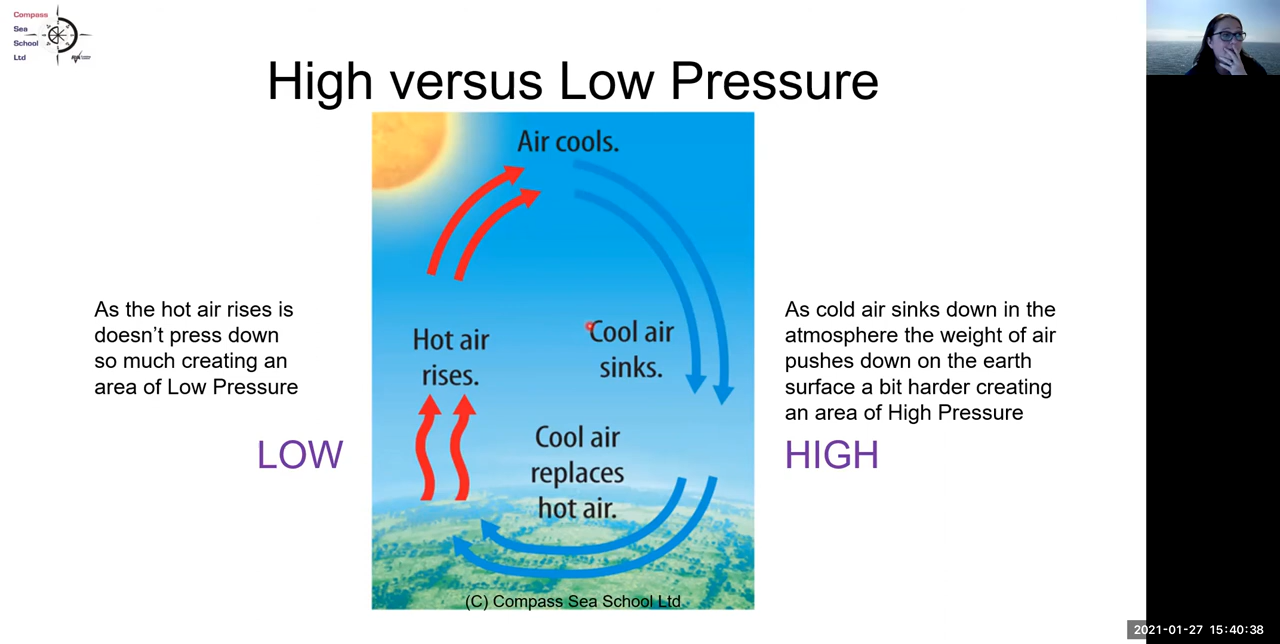 Compass
Sea
School
Ltd
High versus Low Pressure
Air cools.
As the hot air rises is
doesn’t press down
so much creating an
area of Low Pressure
LOW
Hot air
rises.
Cool air
sinks.
Cool air
replaces
hot air.
As cold air sinks down in the
atmosphere the weight of air
pushes down on the earth
surface a bit harder creating
an area of High Pressure
HIGH
(C) Compass Sea School Ltd
2021-01-27 15:40:38